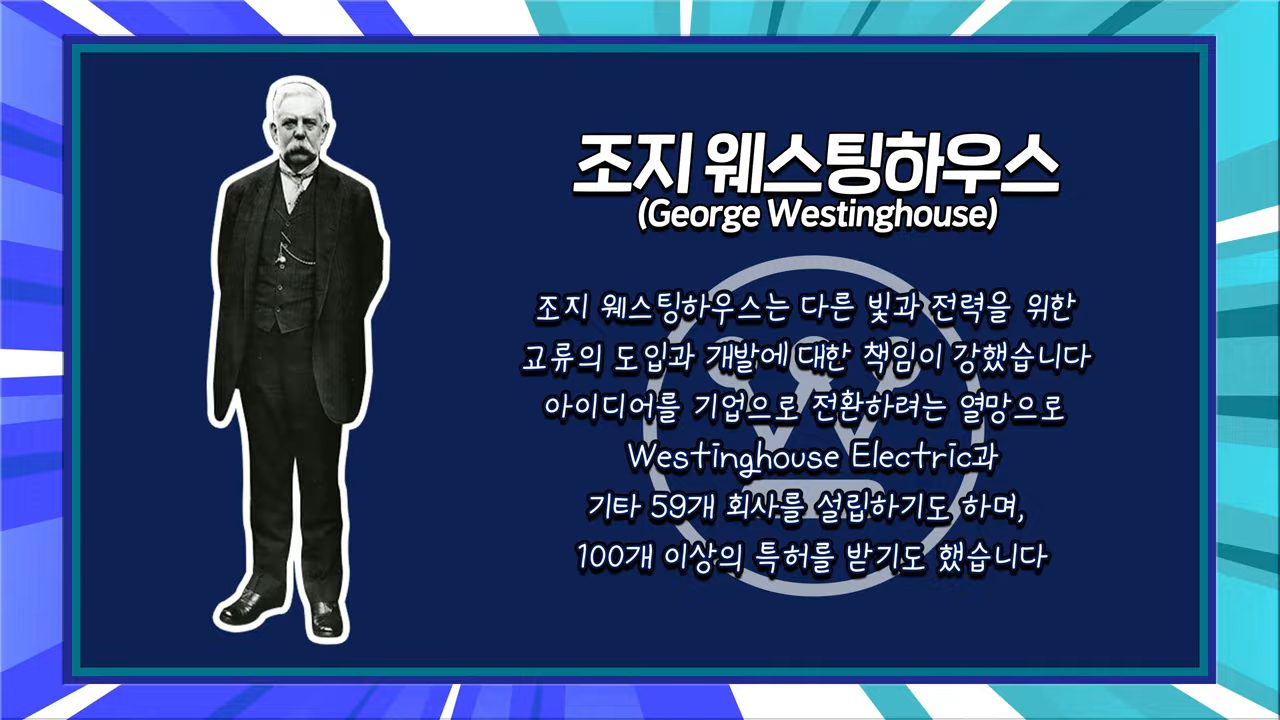 조지 웨스팅하우스
(George Westinghouse)
조지 웨스팅하우스는 다른 빛과 전력을 위한
교류의 도입과 개발에 대한 책임이 강했습니다
아이디어를 기업으로 전환하려는 열망으로
Westinghouse Electric과
기타 59개 회사를 설립하기도 하며,
100개 이상의 특허를 받기도 했습니다